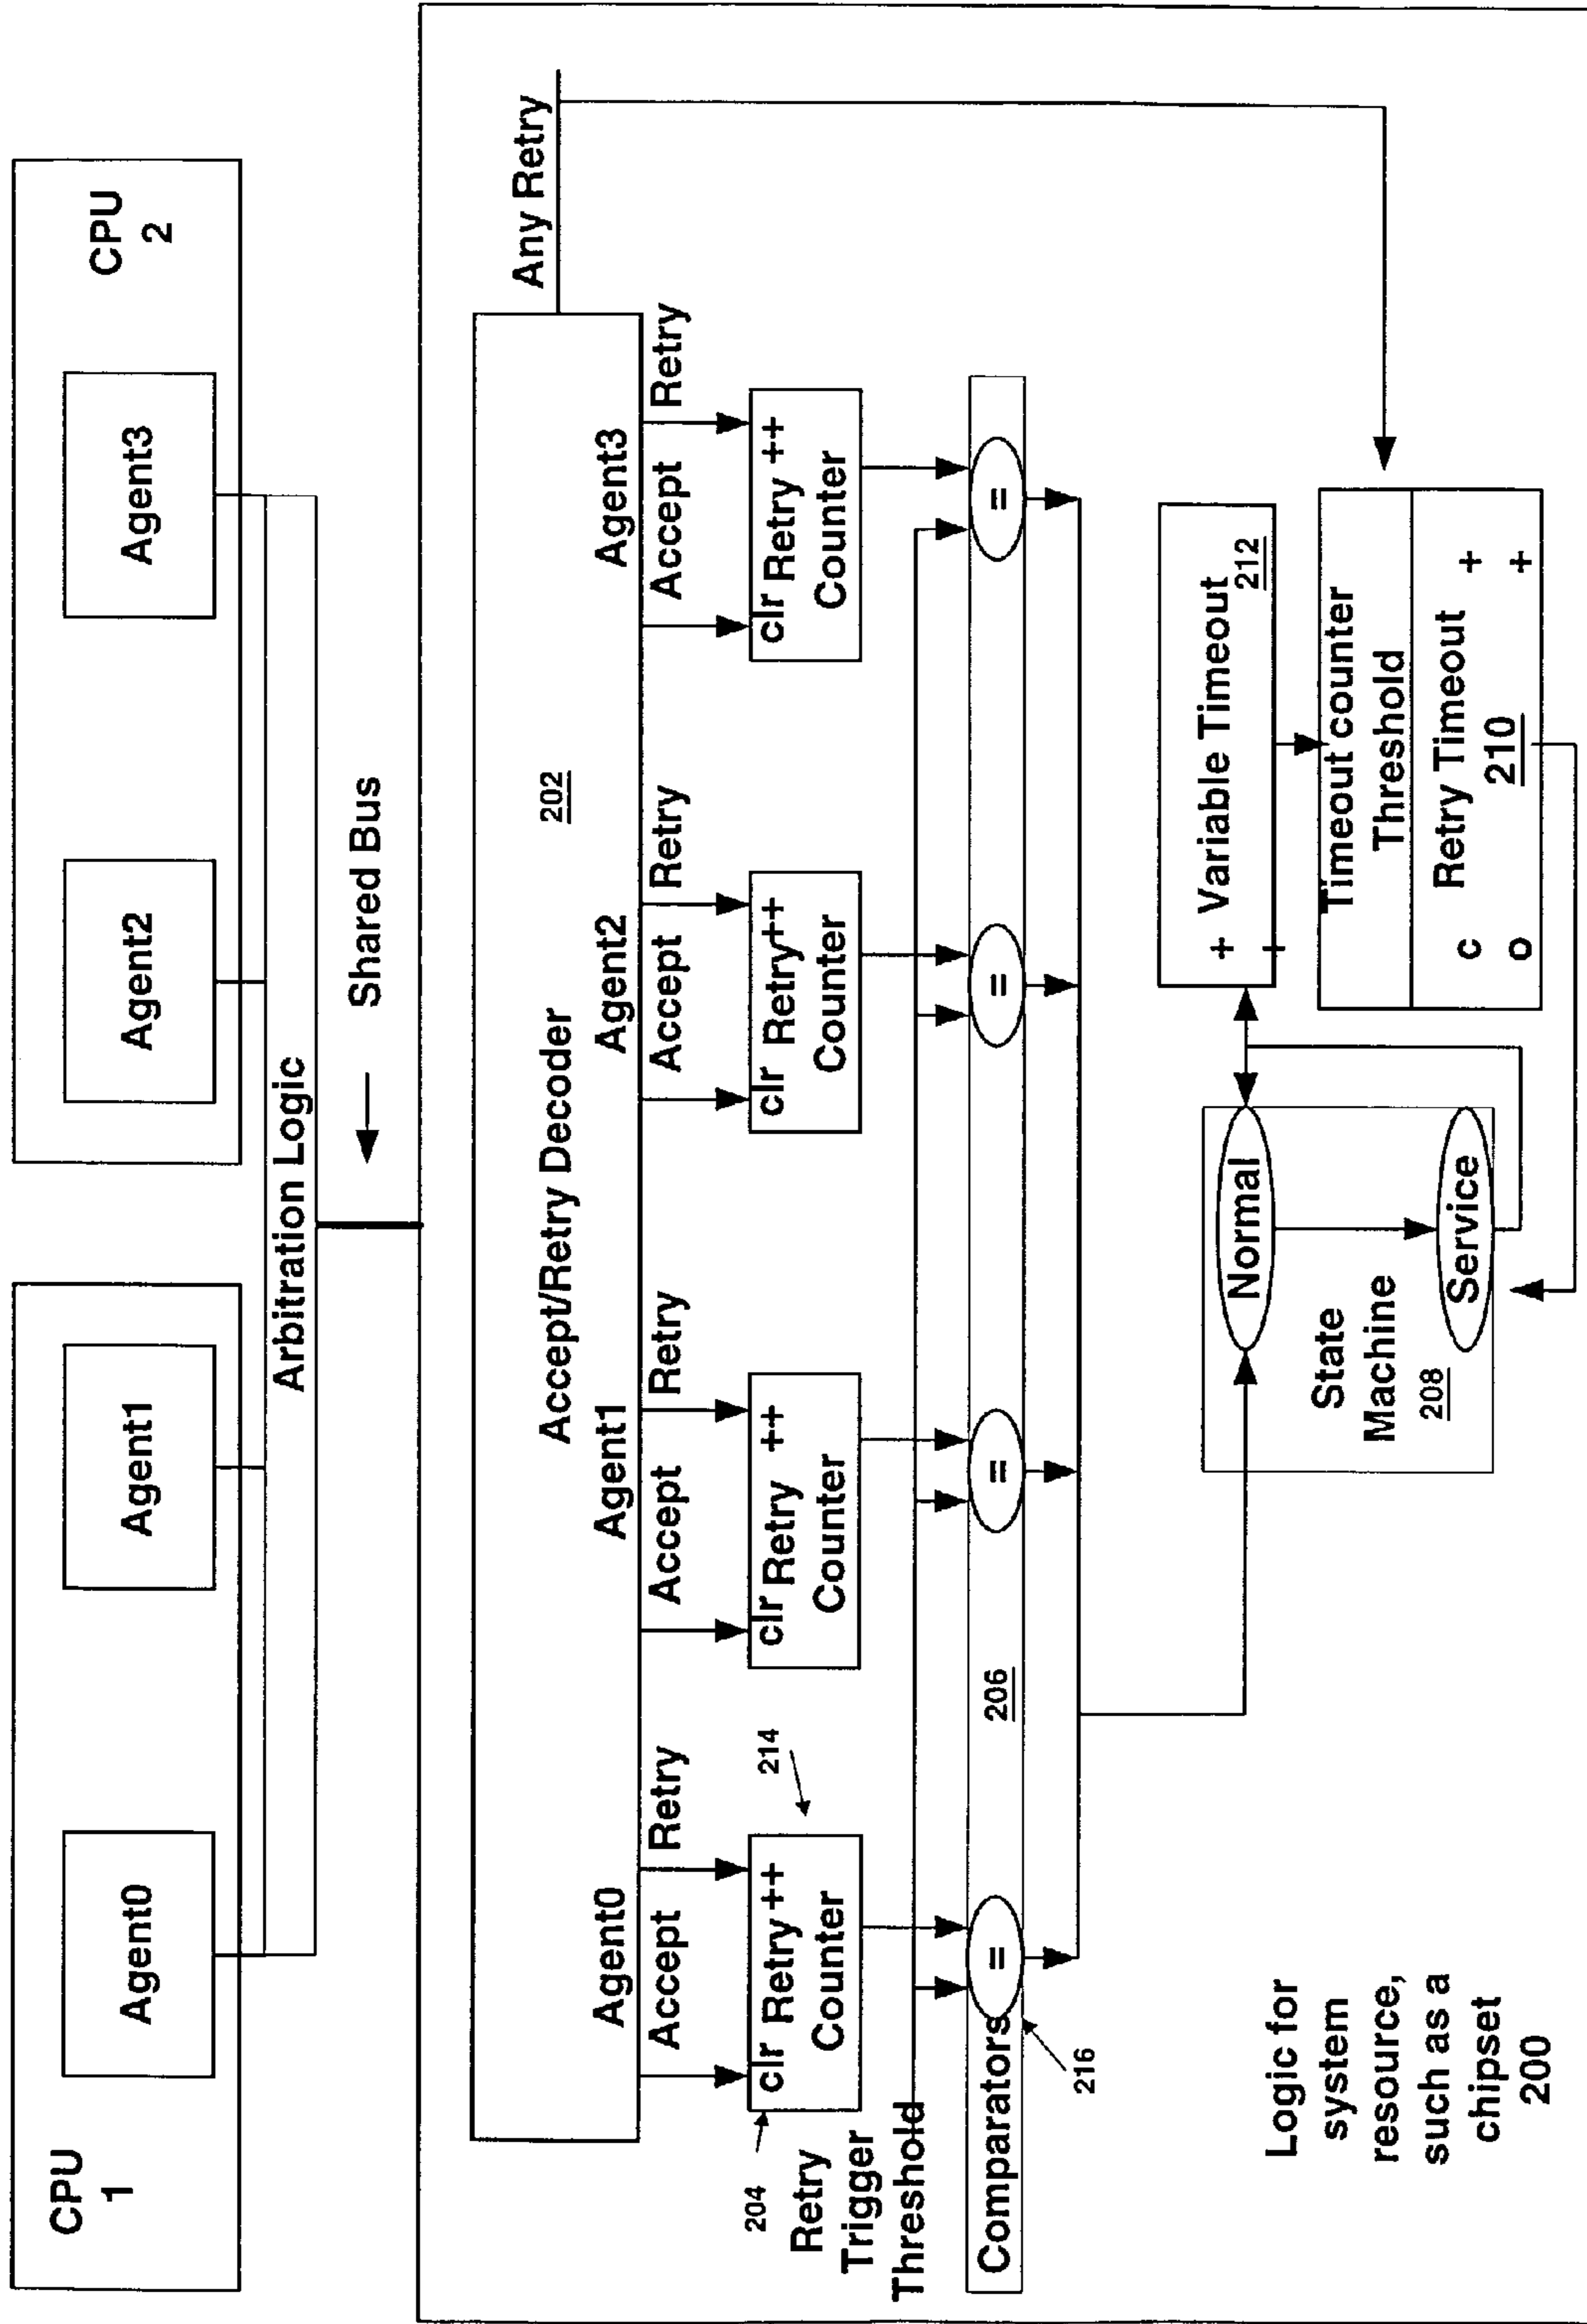 CPU
1
Agent0
Agent1
Agent2
Agent3
CPU
2
Arbitration Logic
Shared Bus
Accept/Retry Decoder
202
Any Retry
Agent0
Accept
Retry
Agent1
Accept
Retry
Agent2
Accept
Retry
Agent3
Accept
Retry
204
clr Retry ++
Counter
214
clr Retry ++
Counter
clr Retry ++
Counter
clr Retry ++
Counter
Retry
Trigger
Threshold
Comparators
=
206
=
=
=
216
Normal
State
Machine
208
Service
+ Variable Timeout
+
212
Timeout counter
Threshold
c Retry Timeout +
o 210 +
Logic for
system
resource,
such as a
chipset
200